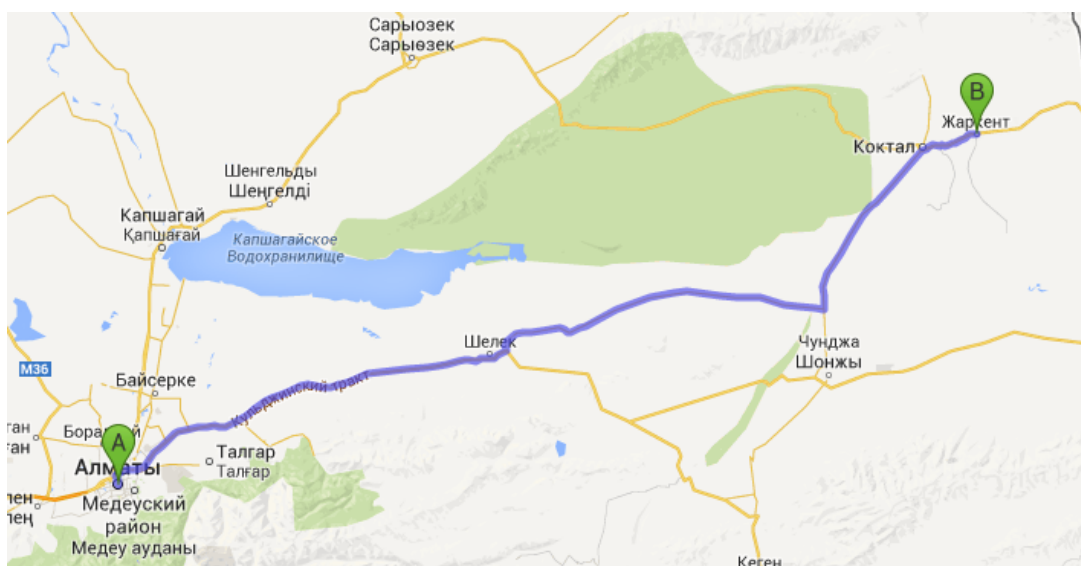 Сарыозек
Сарыөзек
B
Жаркент
Коктал
Шенгельды
Шеңгелді
Капшагай
Қапшағай
Капшагайское
Водохранилище
Шелек
Чунджа
Шонжы
M36
Байсерке
Кульджинский тракт
A
Талгар
Талғар
Алматы
Медеуский
район
Медеу ауданы
Кеген